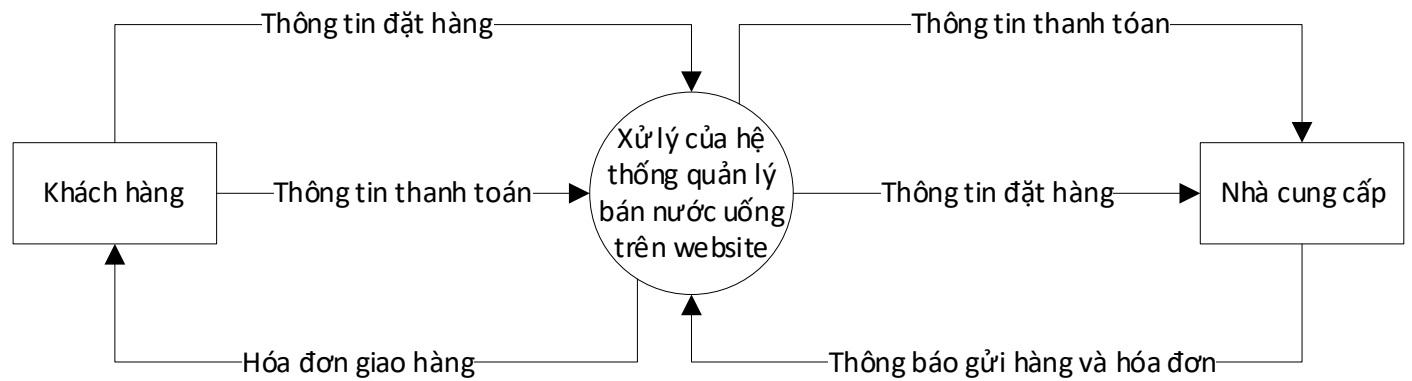 Thông tin đặt hàng
Thông tin thanh tóan
Khách hàng
Thông tin thanh toán
Xử lý của hệ
thống quản lý
bán nước uống
trên website
Thông tin đặt hàng
Nhà cung cấp
Hóa đơn giao hàng
Thông báo gửi hàng và hóa đơn